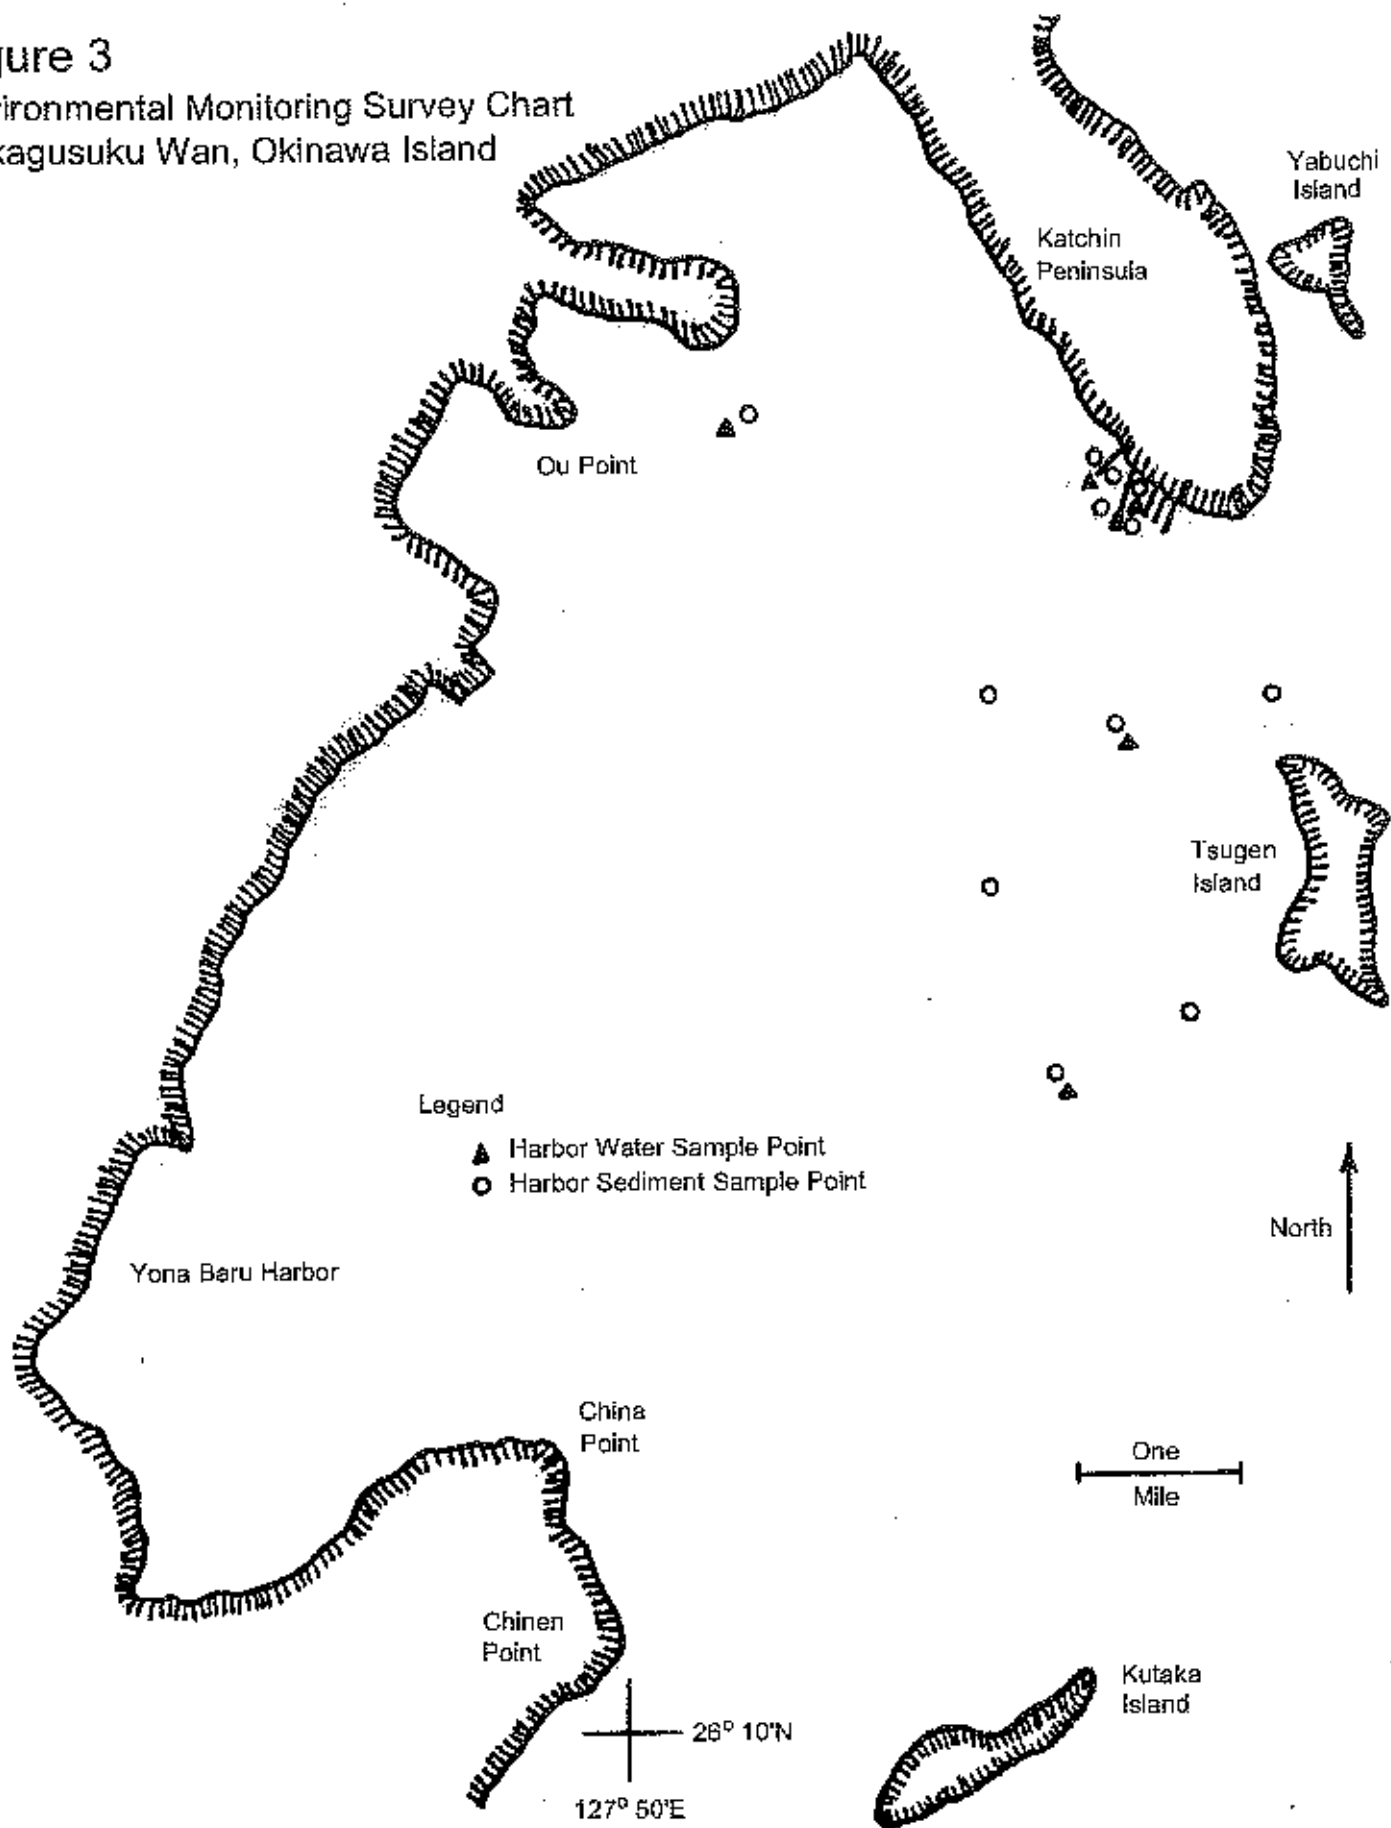 gure 3
ironmental Monitoring Survey Chart
kagusuku Wan, Okinawa Island
Yabuchi
Island
Katchin
Peninsula
Ou Point
Tsugen
Island
Legend
Harbor Water Sample Point
Harbor Sediment Sample Point
North
Yona Baru Harbor
China
Point
One
Mile
Chinen
Point
Kutaka
Island
26° 10'N
127° 50'E